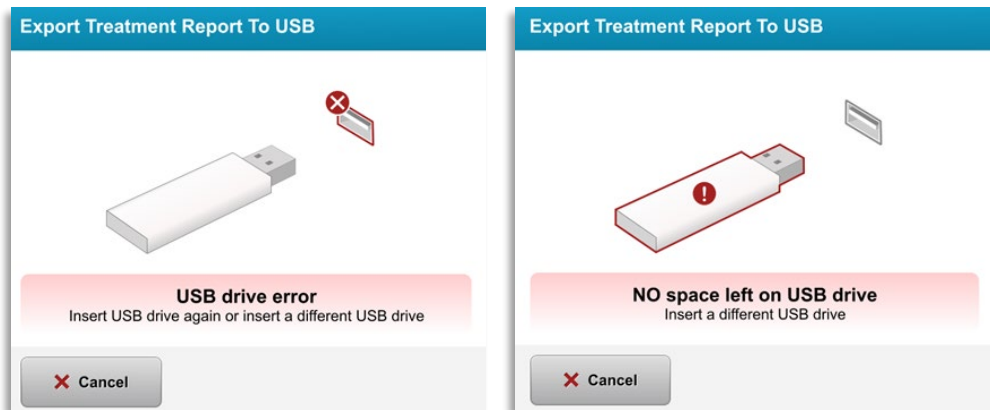 Export Treatment Report To USB
USB drive error
Insert USB drive again or insert a different USB drive
Cancel
Export Treatment Report To USB
NO space left on USB drive
Insert a different USB drive
Cancel